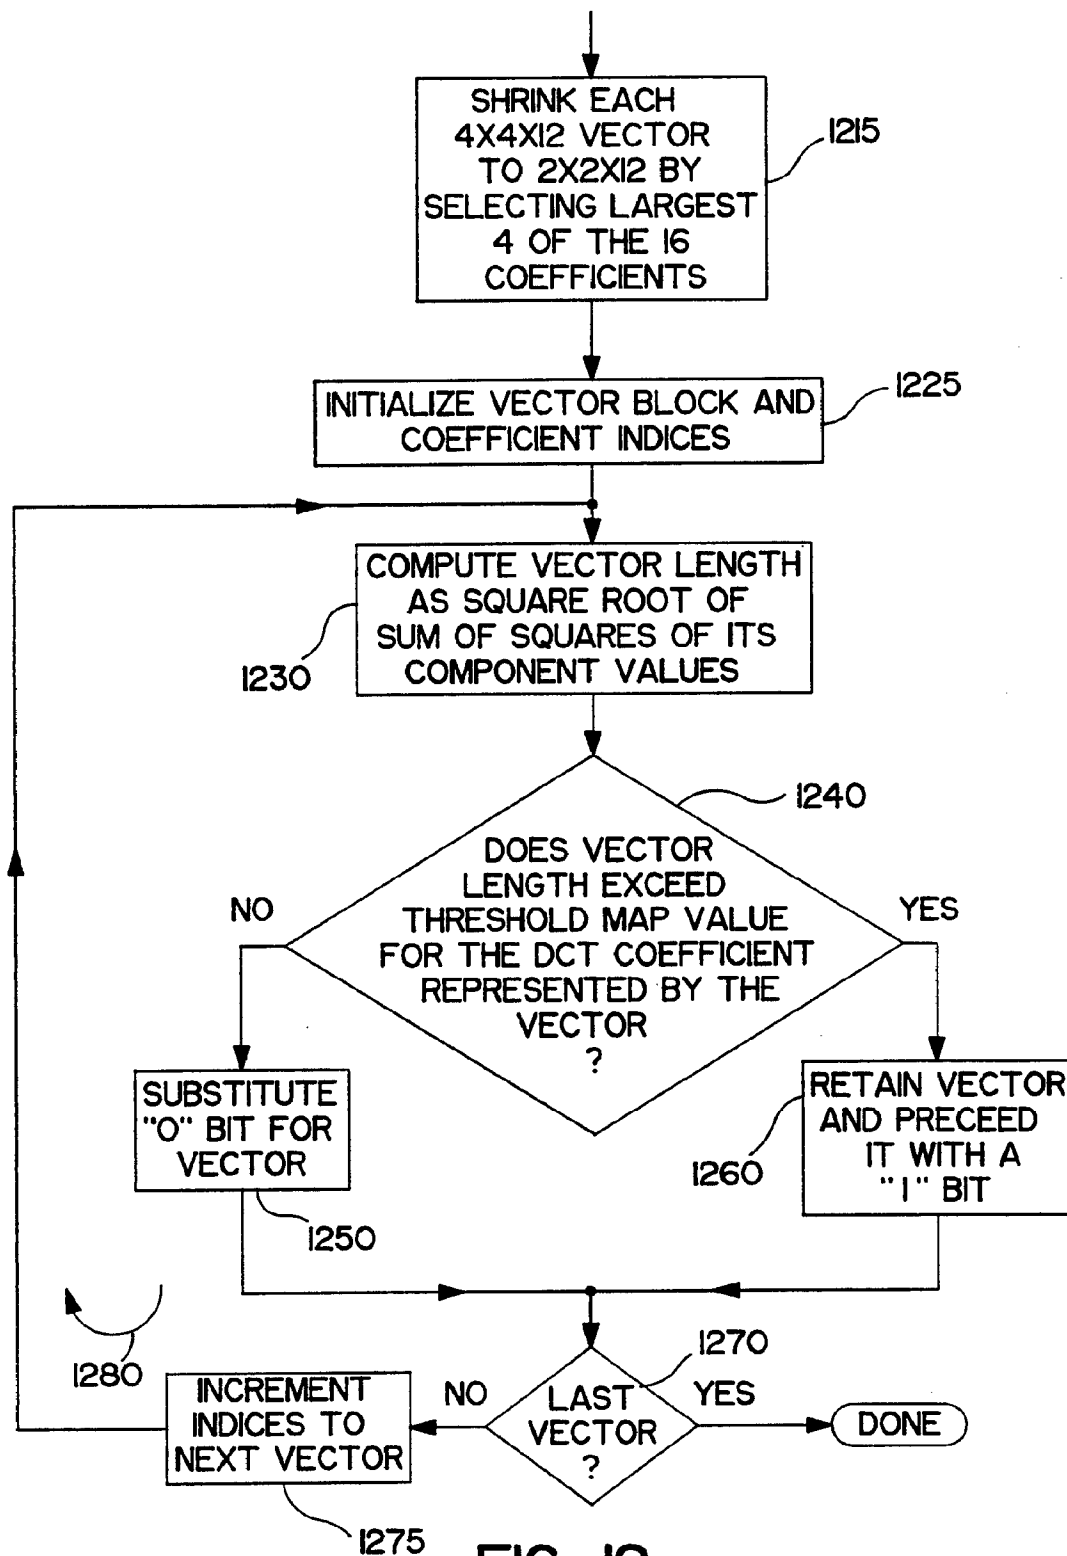 SHRINK EACH
4X4X12 VECTOR
TO 2X2X12 BY
SELECTING LARGEST
4 OF THE 16
COEFFICIENTS
1215
INITIALIZE VECTOR BLOCK AND
COEFFICIENT INDICES
1225
COMPUTE VECTOR LENGTH
AS SQUARE ROOT OF
SUM OF SQUARES OF ITS
COMPONENT VALUES
1230
1240
DOES VECTOR
LENGTH EXCEED
THRESHOLD MAP VALUE
FOR THE DCT COEFFICIENT
REPRESENTED BY THE
VECTOR
?
NO
YES
SUBSTITUTE
"0" BIT FOR
VECTOR
1250
RETAIN VECTOR
AND PRECEED
IT WITH A
"1" BIT
1260
1280
1270
LAST
VECTOR
?
NO
YES
DONE
INCREMENT
INDICES TO
NEXT VECTOR
1275